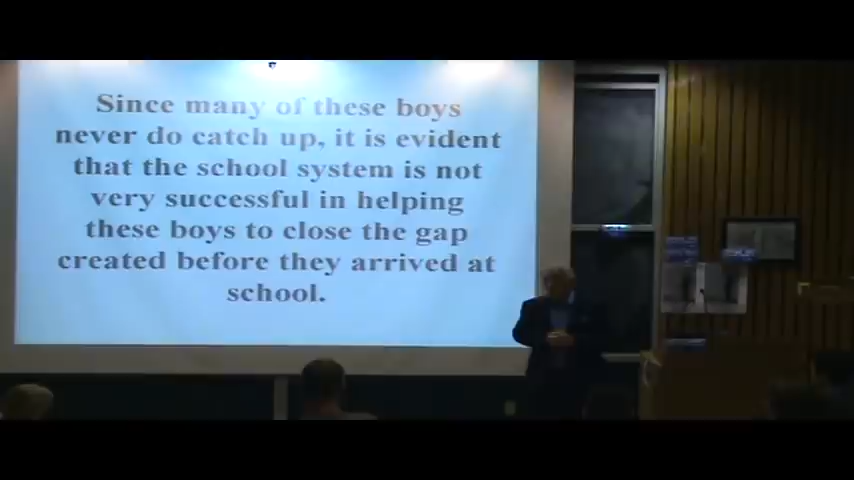 Since many of these boys
never do catch up, it is evident
that the school system is not
very successful in helping
these boys to close the gap
created before they arrived at
school.